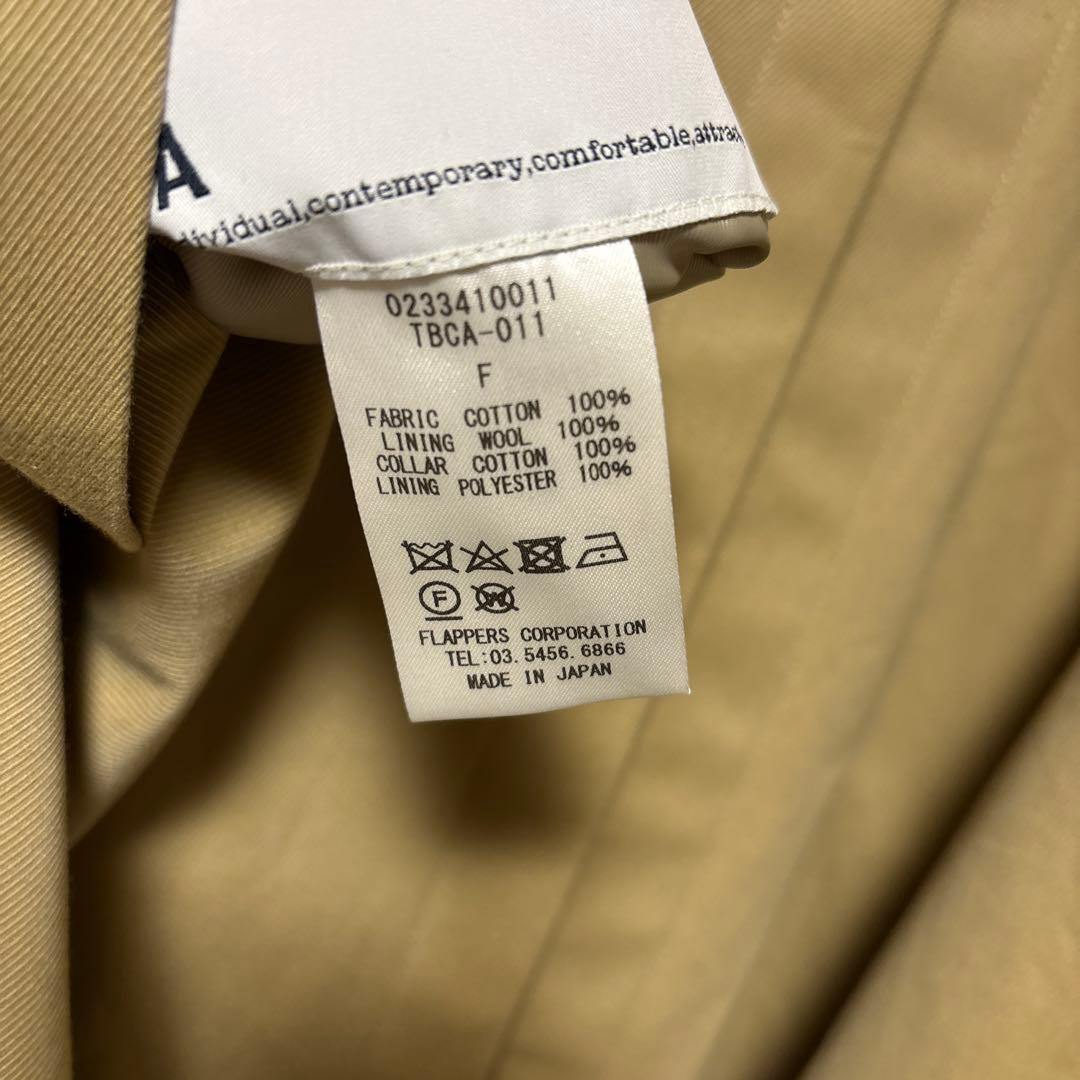 A
dividual,contemporary,comfortable,attrac
0233410011
TBCA-011
F
FABRIC COTTON 100%
LINING WOOL 100%
COLLAR COTTON 100%
LINING POLYESTER 100%
F W
FLAPPERS CORPORATION
TEL:03.5456.6866
MADE IN JAPAN